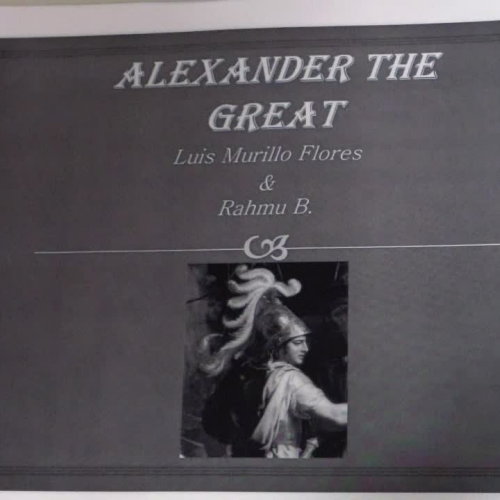 ALEXANDER THE
GREAT
Luis Murillo Flores
&
Rahmu B.